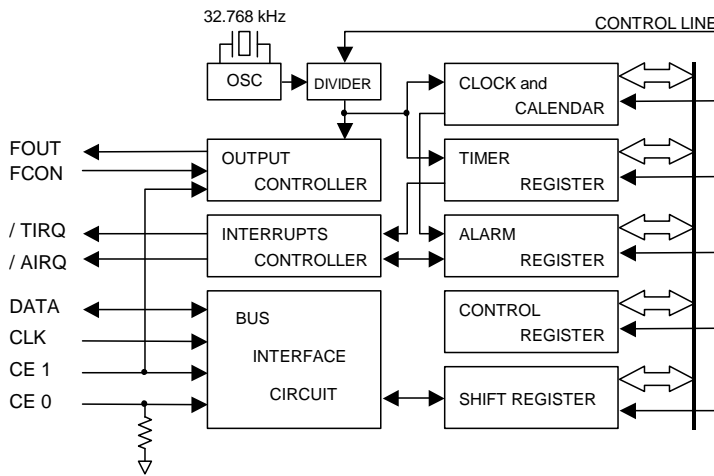 32.768 kHz
CONTROL LINE
OSC
DIVIDER
CLOCK and
CALENDAR
FOUT
FCON
OUTPUT
CONTROLLER
TIMER
REGISTER
/ TIRQ
/ AIRQ
INTERRUPTS
CONTROLLER
ALARM
REGISTER
DATA
CLK
CE 1
CE 0
BUS
INTERFACE
CIRCUIT
CONTROL
REGISTER
SHIFT REGISTER